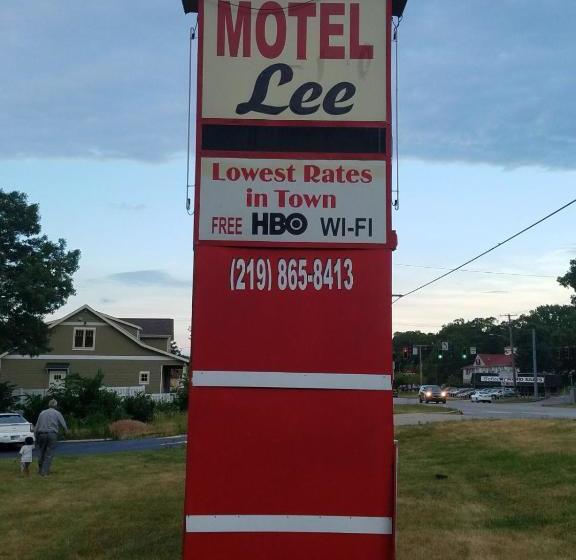 MOTEL
Lee
Lowest Rates
in Town
FREE HBO WI-FI
(219) 865-8413